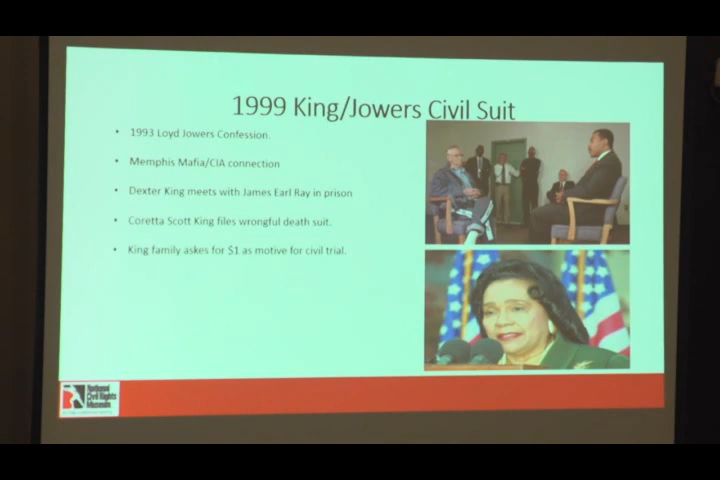 1999 King/Jowers Civil Suit
• 1993 Loyd Jowers Confession.
• Memphis Mafia/CIA connection
• Dexter King meets with James Earl Ray in prison
• Coretta Scott King files wrongful death suit.
• King family askes for $1 as motive for civil trial.
National
Civil Rights
Museum